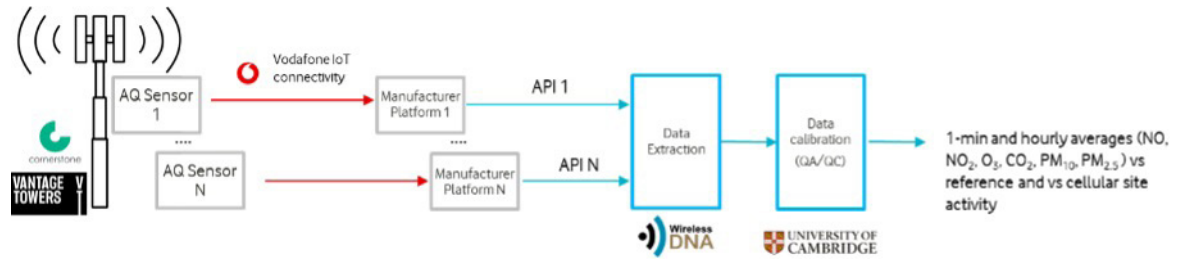 Vodafone IoT
connectivity
AQ Sensor
1
....
AQ Sensor
N
cornerstone
VANTAGE
TOWERS
V
T
Manufacturer
Platform 1
....
Manufacturer
Platform N
API 1
API N
Data
Extraction
Data
calibration
(QA/QC)
1-min and hourly averages (NO,
NO₂, O₃, CO₂, PM₁₀, PM₂.₅) vs
reference and vs cellular site
activity
Wireless
DNA
UNIVERSITY OF
CAMBRIDGE